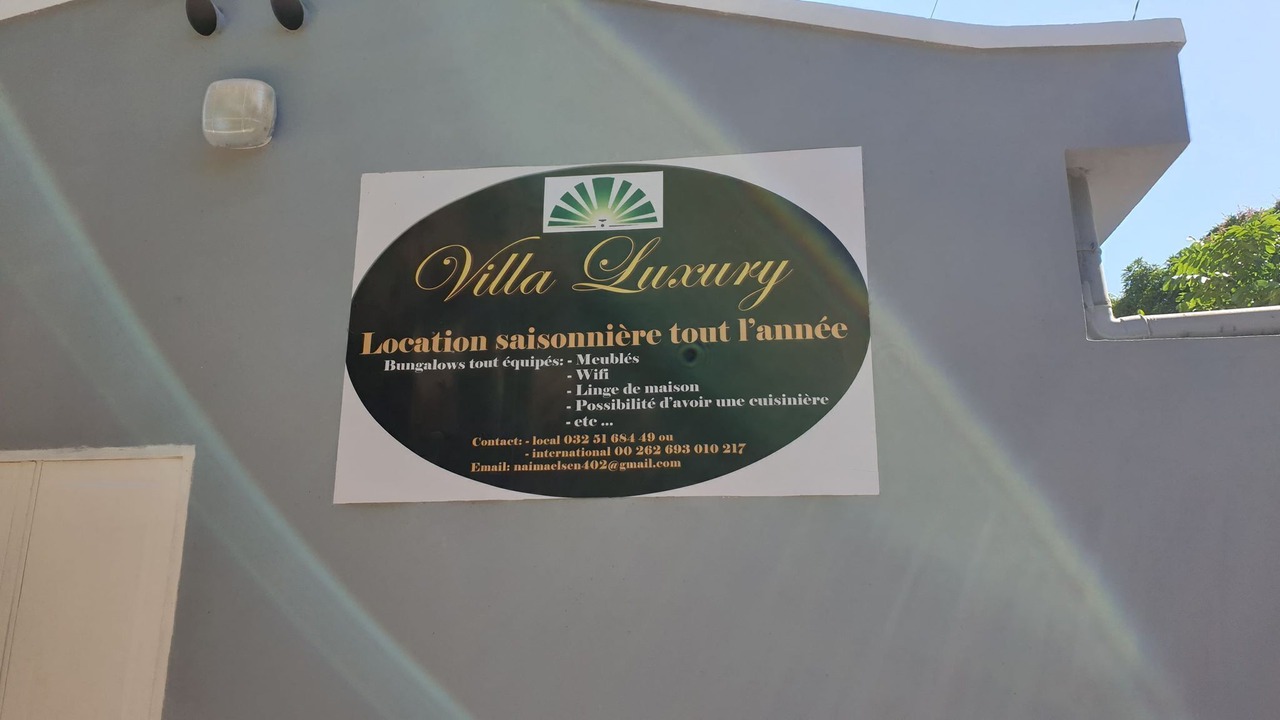 Villa Luxury
Location saisonnière tout l'année
Bungalows tout équipés: - Meublés
- Wifi
- Linge de maison
- Possibilité d'avoir une cuisinière
- etc ...
Contact: - local 032 51 684 49 ou
- international 00 262 693 010 217
Email: naimaelsen402@gmail.com